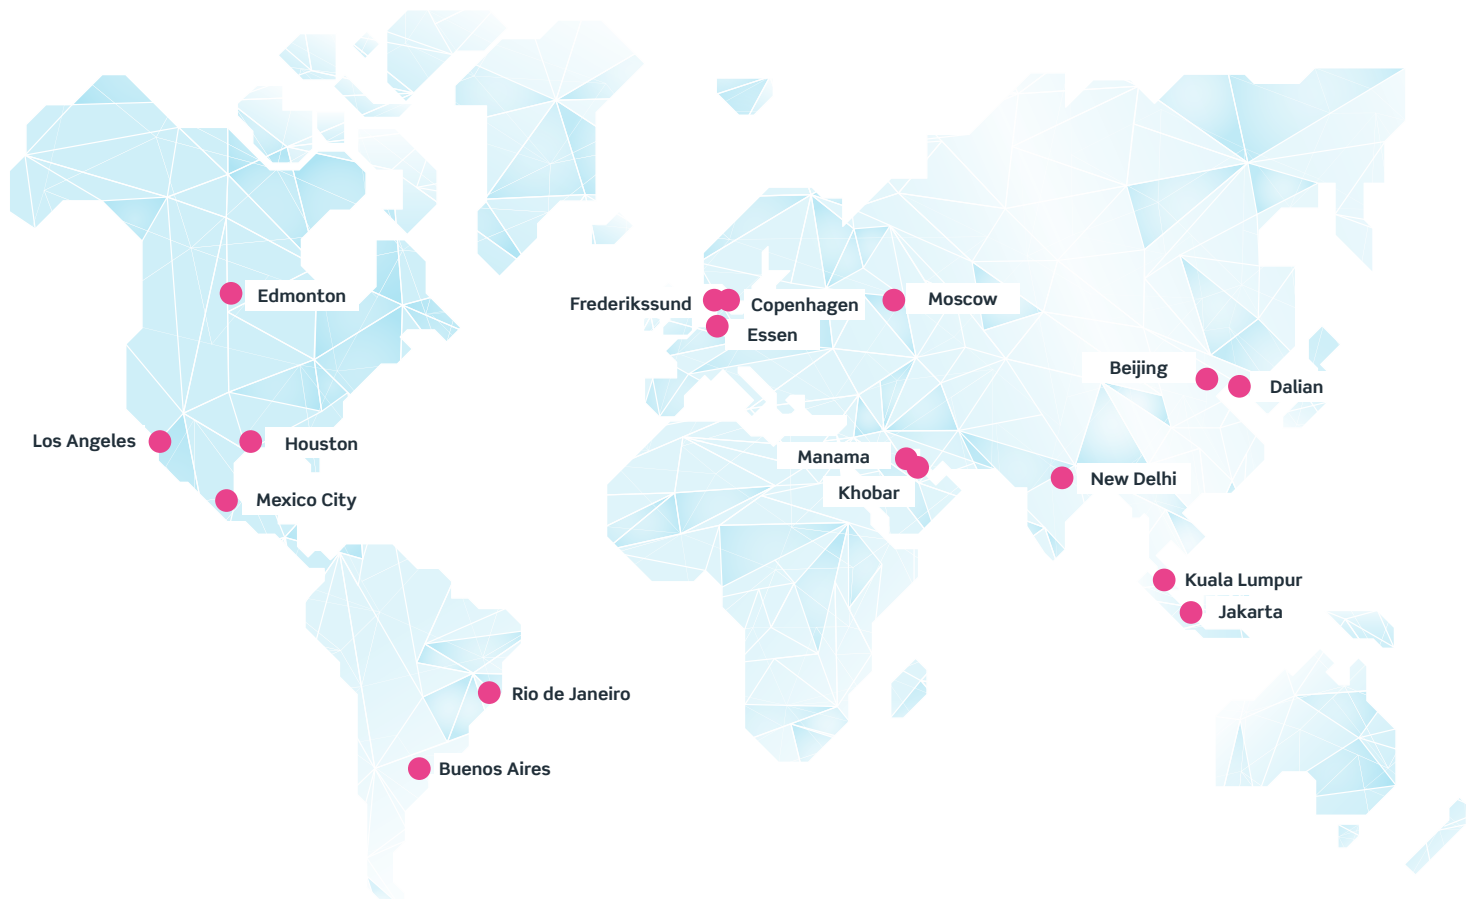 Edmonton
Frederikssund
Copenhagen
Moscow
Essen
Beijing
Dalian
Los Angeles
Houston
Manama
New Delhi
Khobar
Mexico City
Kuala Lumpur
Jakarta
Rio de Janeiro
Buenos Aires